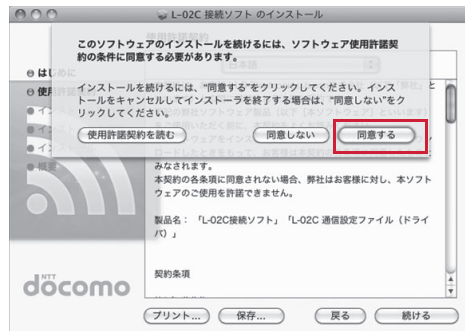 L-02C 接続ソフト のインストール
このソフトウェアのインストールを続けるには、ソフトウェア使用許諾契
約の条件に同意する必要があります。
インストールを続けるには、"同意する"をクリックしてください。インス
トールをキャンセルしてインストーラを終了する場合は、"同意しない"をク
リックしてください。
使用許諾契約を読む
同意しない
同意する
はじめに
日本語
みなされます。
本契約の各条項に同意されない場合、弊社はお客様に対し、本ソフト
ウェアのご使用を許諾できません。
製品名： 「L-02C接続ソフト」「L-02C 通信設定ファイル（ドライ
バ）」
契約条項
NTT
docomo
プリント...
保存...
戻る
続ける